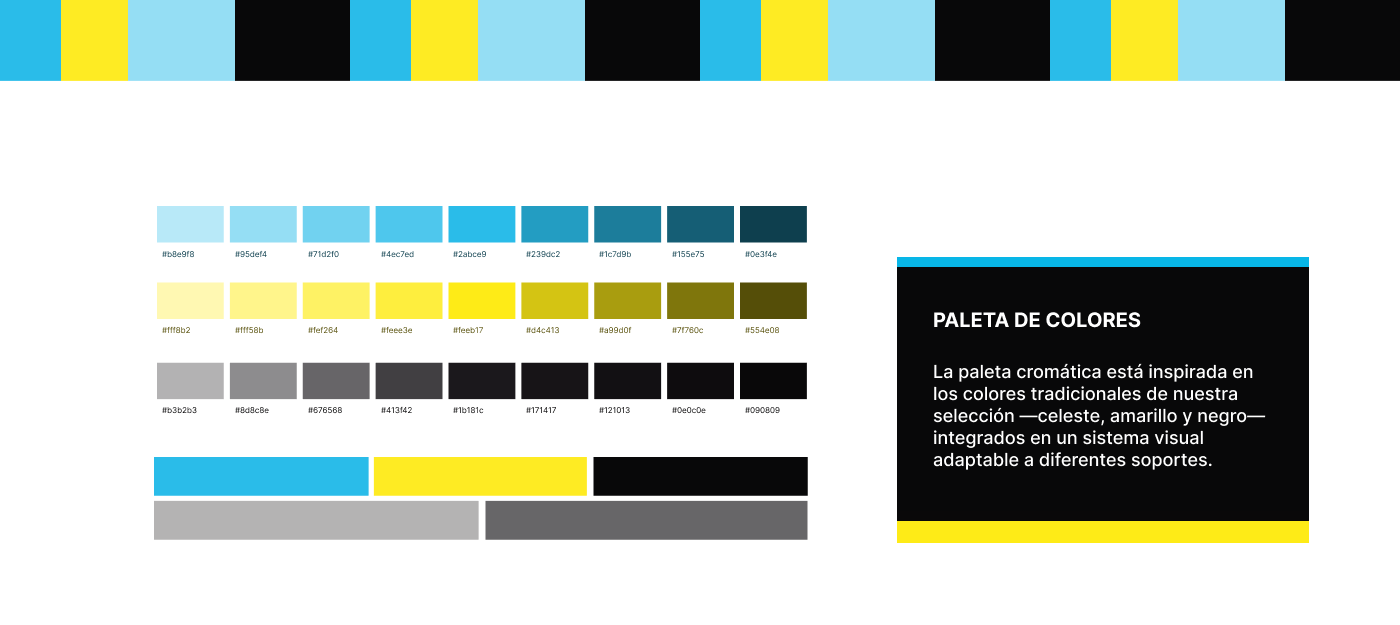 #b8e9f8 #95def4 #71d2f0 #4ec7ed #2abce9 #239dc2 #1c7d9b #155e75 #0e3f4e
#fff8b2 #fff58b #fef264 #feee3e #feeb17 #d4c413 #a99d0f #7f760c #554e08
#b3b2b3 #8d8c8e #676568 #413f42 #1b181c #171417 #121013 #0e0c0e #090809
PALETA DE COLORES
La paleta cromática está inspirada en
los colores tradicionales de nuestra
selección —celeste, amarillo y negro—
integrados en un sistema visual
adaptable a diferentes soportes.